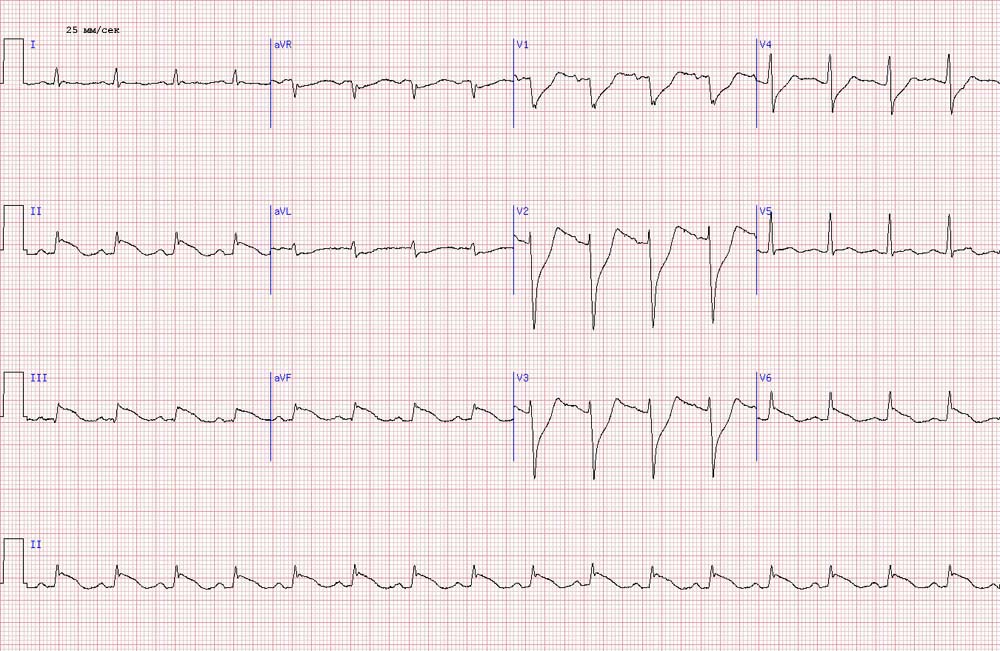 25 мм/сек
I aVR V1 V4
II aVL V2 V5
III aVF V3 V6
II